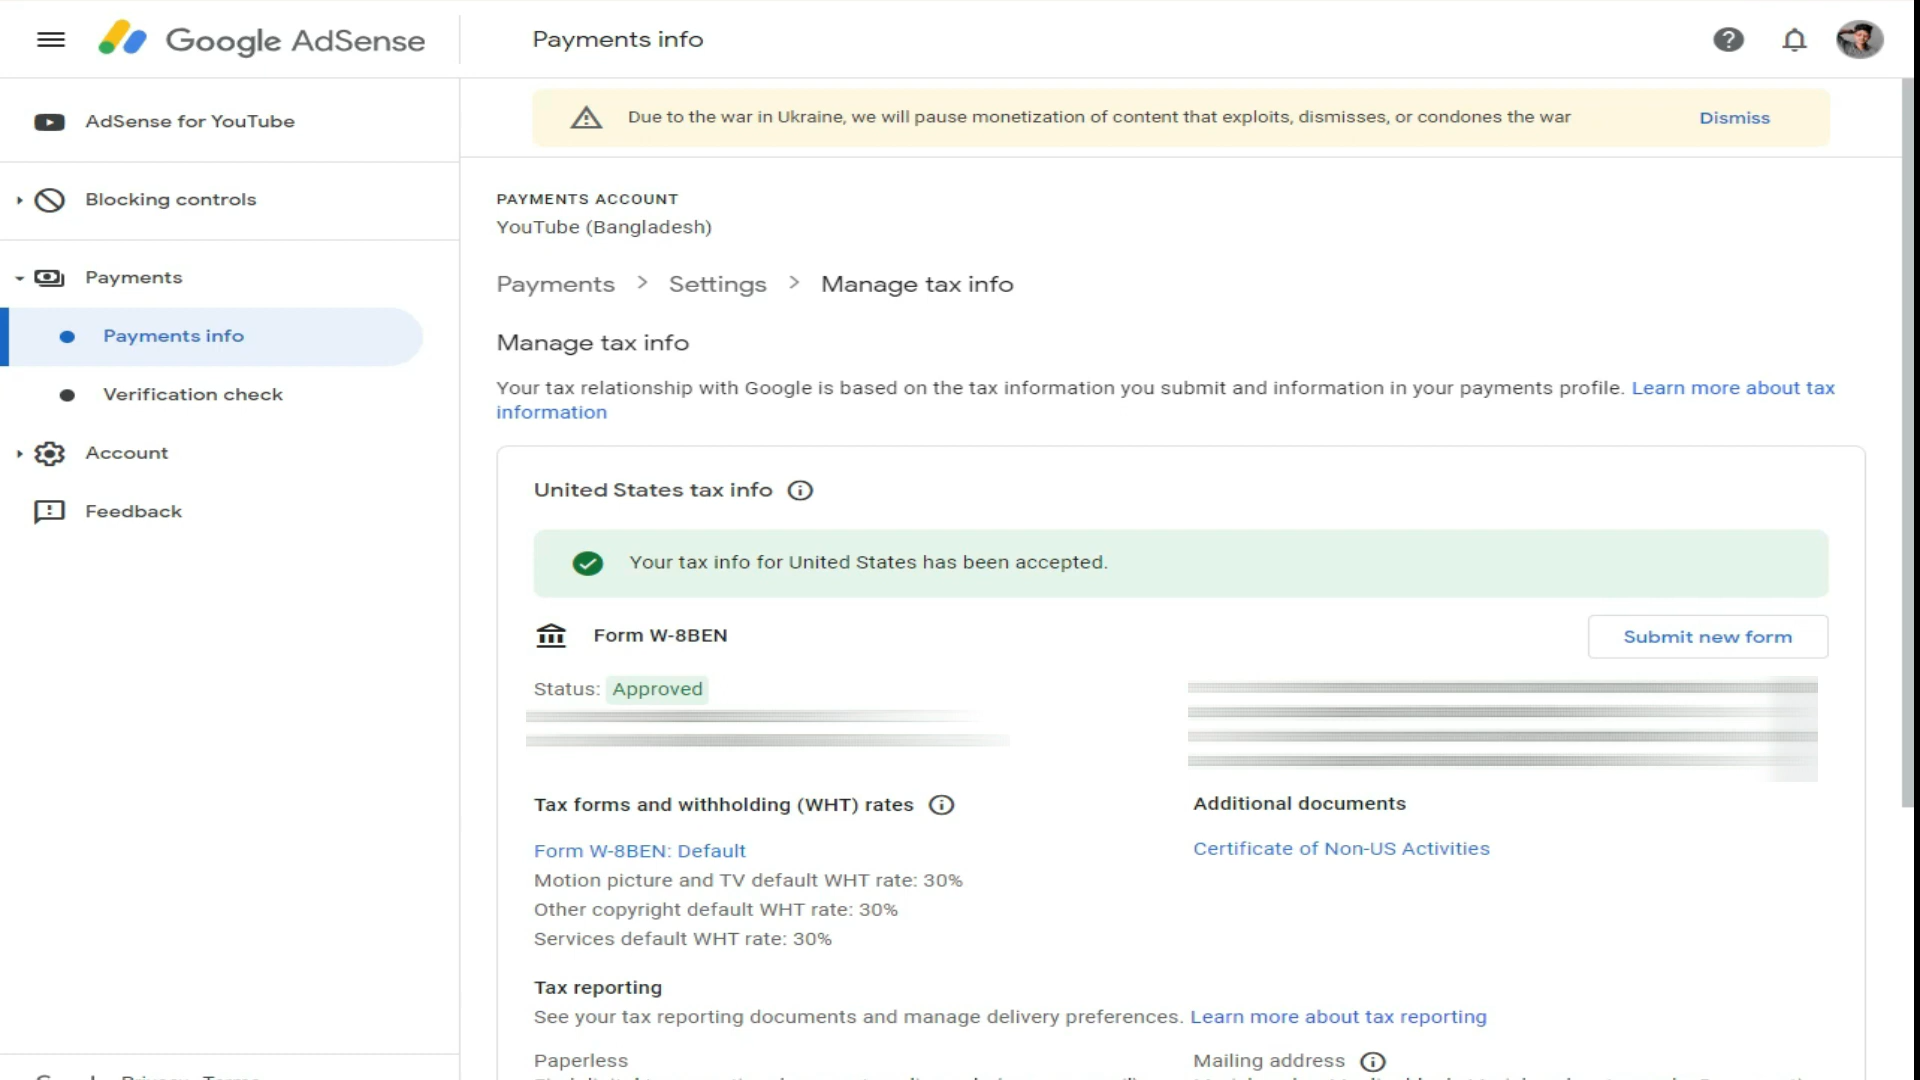 Google AdSense
Payments info
AdSense for YouTube
Blocking controls
Payments
Payments info
Verification check
Account
Feedback
Due to the war in Ukraine, we will pause monetization of content that exploits, dismisses, or condones the war
Dismiss
PAYMENTS ACCOUNT
YouTube (Bangladesh)
Payments > Settings > Manage tax info
Manage tax info
Your tax relationship with Google is based on the tax information you submit and information in your payments profile. Learn more about tax
information
United States tax info
Your tax info for United States has been accepted.
Form W-8BEN
Submit new form
Status: Approved
Tax forms and withholding (WHT) rates
Form W-8BEN: Default
Motion picture and TV default WHT rate: 30%
Other copyright default WHT rate: 30%
Services default WHT rate: 30%
Additional documents
Certificate of Non-US Activities
Tax reporting
See your tax reporting documents and manage delivery preferences. Learn more about tax reporting
Paperless
Mailing address